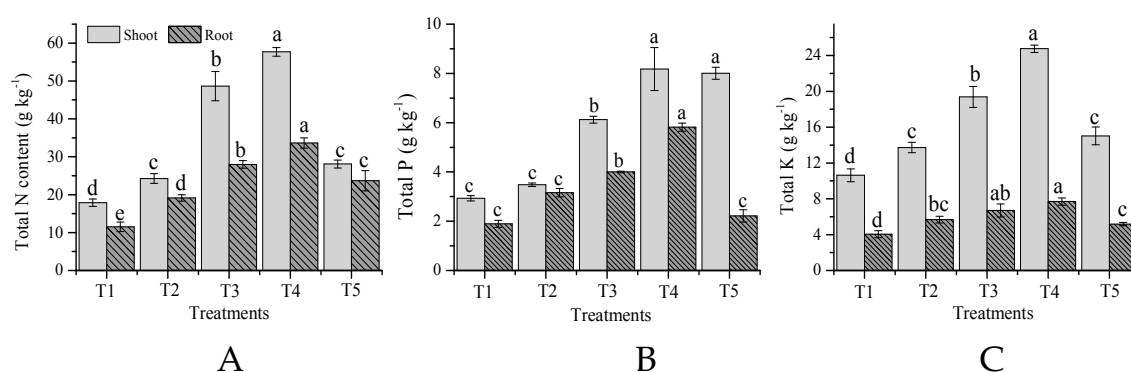 Shoot Root
Total N content (g kg⁻¹)
60
50
40
30
20
10
0
d e c d b b a a c c
T1 T2 T3 T4 T5
Treatments
A
Total P (g kg⁻¹)
10
8
6
4
2
0
c c c c b c a a a c
T1 T2 T3 T4 T5
Treatments
B
Total K (g kg⁻¹)
24
20
16
12
8
4
0
b d c bc b ab a a c c
T1 T2 T3 T4 T5
Treatments
C